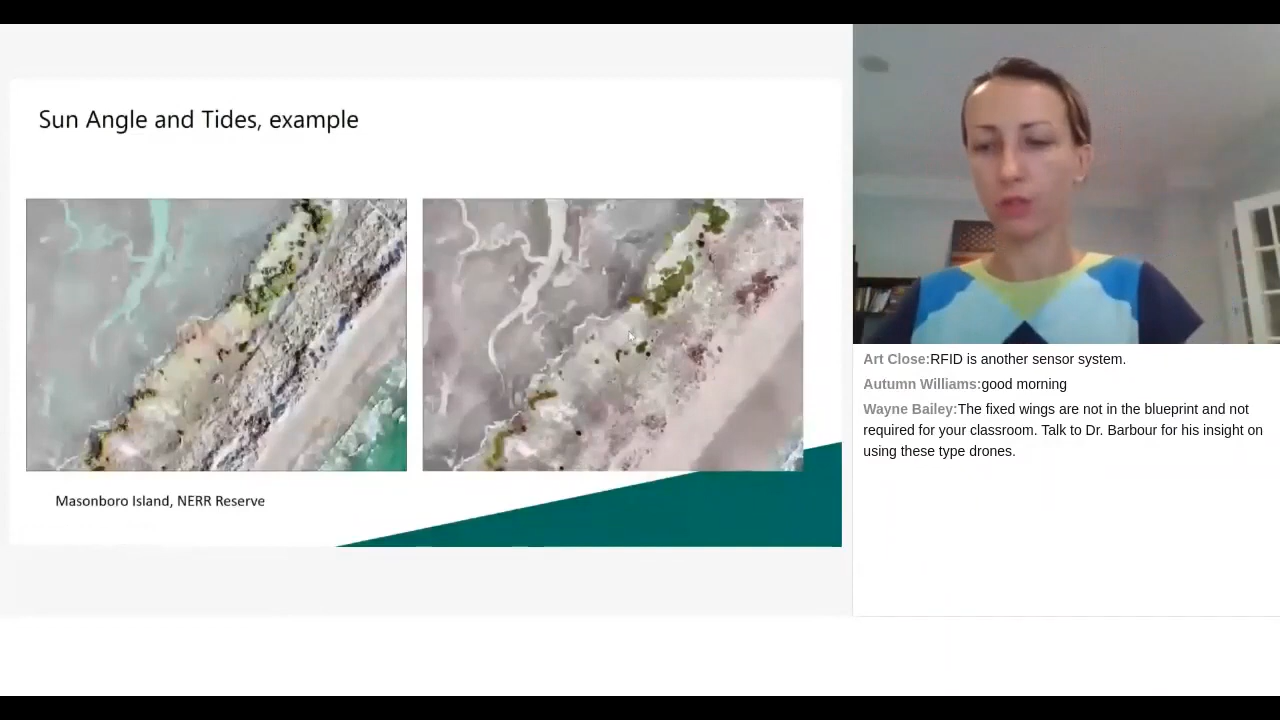 Sun Angle and Tides, example
Masonboro Island, NERR Reserve
Art Close:RFID is another sensor system.
Autumn Williams:good morning
Wayne Bailey:The fixed wings are not in the blueprint and not
required for your classroom. Talk to Dr. Barbour for his insight on
using these type drones.